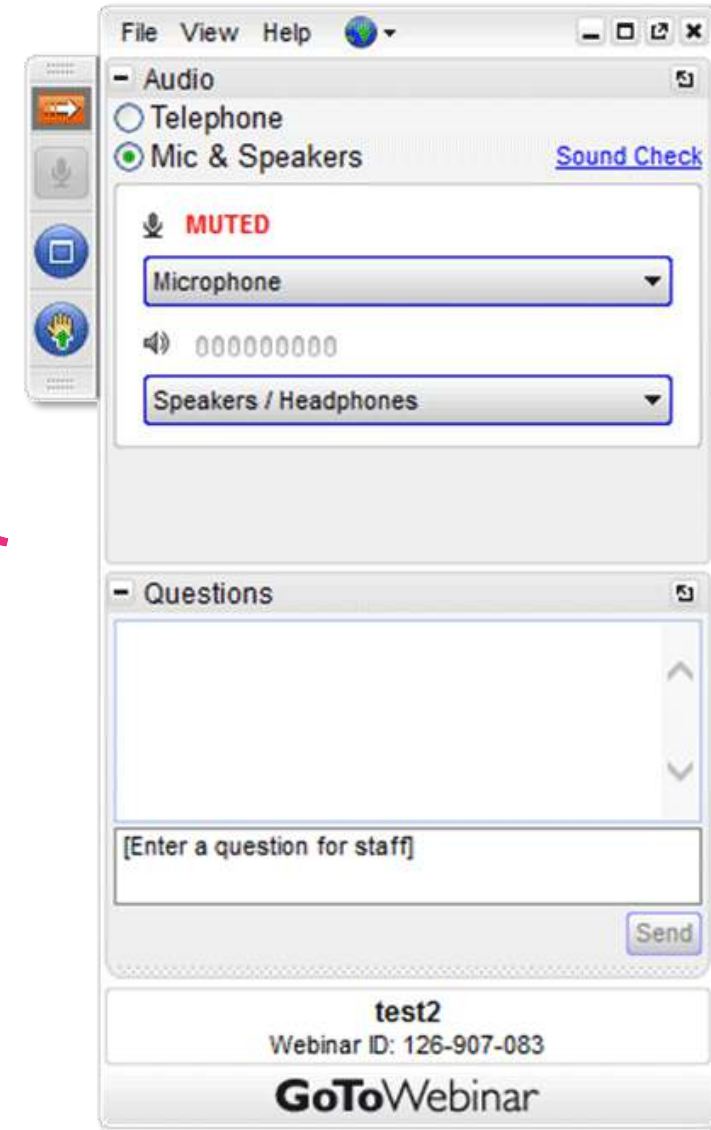 File View Help
Audio
Telephone
Mic & Speakers Sound Check
MUTED
Microphone
000000000
Speakers / Headphones
Questions
[Enter a question for staff]
Send
test2
Webinar ID: 126-907-083
GoToWebinar